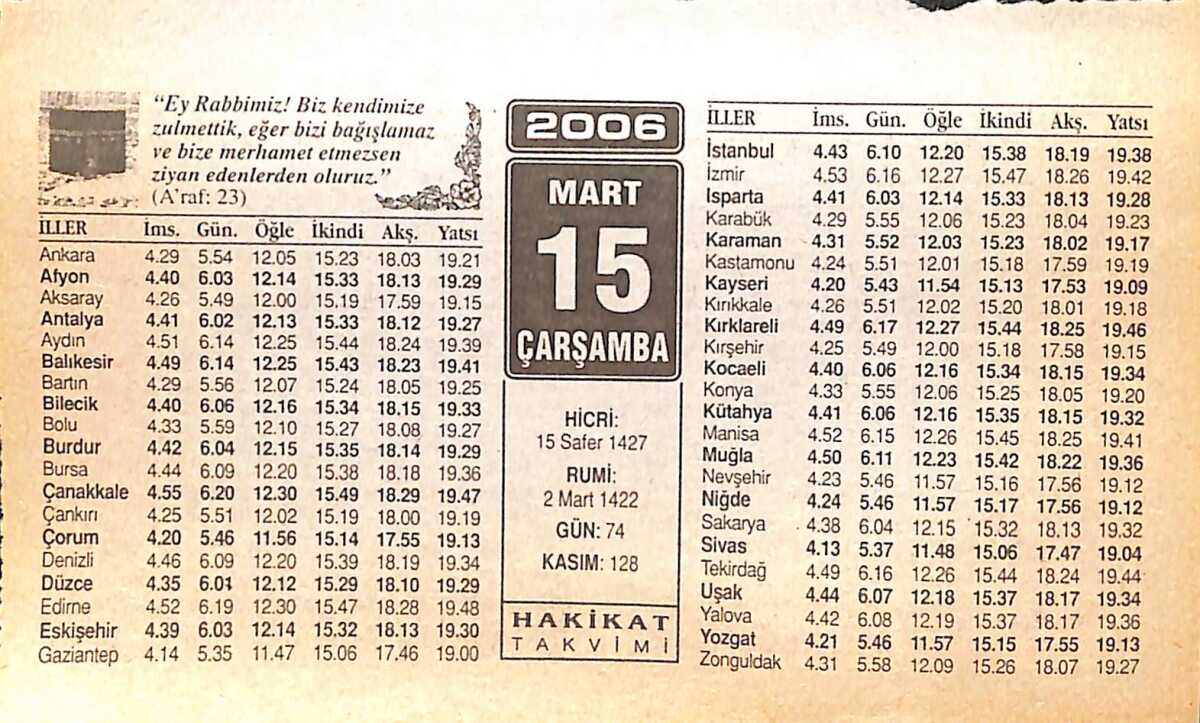 "Ey Rabbimiz! Biz kendimize
zulmettik, eğer bizi bağışlamaz
ve bize merhamet etmezsen
ziyan edenlerden oluruz."
(A'raf: 23)
İLLER İms. Gün. Öğle İkindi Akş. Yatsı
Ankara 4.29 5.54 12.05 15.23 18.03 19.21
Afyon 4.40 6.03 12.14 15.33 18.13 19.29
Aksaray 4.26 5.49 12.00 15.19 17.59 19.15
Antalya 4.41 6.02 12.13 15.33 18.12 19.27
Aydın 4.51 6.14 12.25 15.44 18.24 19.39
Balıkesir 4.49 6.14 12.25 15.43 18.23 19.41
Bartın 4.29 5.56 12.07 15.24 18.05 19.25
Bilecik 4.40 6.06 12.16 15.34 18.15 19.33
Bolu 4.33 5.59 12.10 15.27 18.08 19.27
Burdur 4.42 6.04 12.15 15.35 18.14 19.29
Bursa 4.44 6.09 12.20 15.38 18.18 19.36
Çanakkale 4.55 6.20 12.30 15.49 18.29 19.47
Çankırı 4.25 5.51 12.02 15.19 18.00 19.19
Çorum 4.20 5.46 11.56 15.14 17.55 19.13
Denizli 4.46 6.09 12.20 15.39 18.19 19.34
Düzce 4.35 6.01 12.12 15.29 18.10 19.29
Edirne 4.52 6.19 12.30 15.47 18.28 19.48
Eskişehir 4.39 6.03 12.14 15.32 18.13 19.30
Gaziantep 4.14 5.35 11.47 15.06 17.46 19.00
2006
MART
15
ÇARŞAMBA
HİCRİ:
15 Safer 1427
RUMİ:
2 Mart 1422
GÜN: 74
KASIM: 128
HAKİKAT
TAKVİMİ
İLLER İms. Gün. Öğle İkindi Akş. Yatsı
İstanbul 4.43 6.10 12.20 15.38 18.19 19.38
İzmir 4.53 6.16 12.27 15.47 18.26 19.42
Isparta 4.41 6.03 12.14 15.33 18.13 19.28
Karabük 4.29 5.55 12.06 15.23 18.04 19.23
Karaman 4.31 5.52 12.03 15.23 18.02 19.17
Kastamonu 4.24 5.51 12.01 15.18 17.59 19.19
Kayseri 4.20 5.43 11.54 15.13 17.53 19.09
Kırıkkale 4.26 5.51 12.02 15.20 18.01 19.18
Kırklareli 4.49 6.17 12.27 15.44 18.25 19.46
Kırşehir 4.25 5.49 12.00 15.18 17.58 19.15
Kocaeli 4.40 6.06 12.16 15.34 18.15 19.34
Konya 4.33 5.55 12.06 15.25 18.05 19.20
Kütahya 4.41 6.06 12.16 15.35 18.15 19.32
Manisa 4.52 6.15 12.26 15.45 18.25 19.41
Muğla 4.50 6.11 12.23 15.42 18.22 19.36
Nevşehir 4.23 5.46 11.57 15.16 17.56 19.12
Niğde 4.24 5.46 11.57 15.17 17.56 19.12
Sakarya 4.38 6.04 12.15 15.32 18.13 19.32
Sivas 4.13 5.37 11.48 15.06 17.47 19.04
Tekirdağ 4.49 6.16 12.26 15.44 18.24 19.44
Uşak 4.44 6.07 12.18 15.37 18.17 19.34
Yalova 4.42 6.08 12.19 15.37 18.17 19.36
Yozgat 4.21 5.46 11.57 15.15 17.55 19.13
Zonguldak 4.31 5.58 12.09 15.26 18.07 19.27